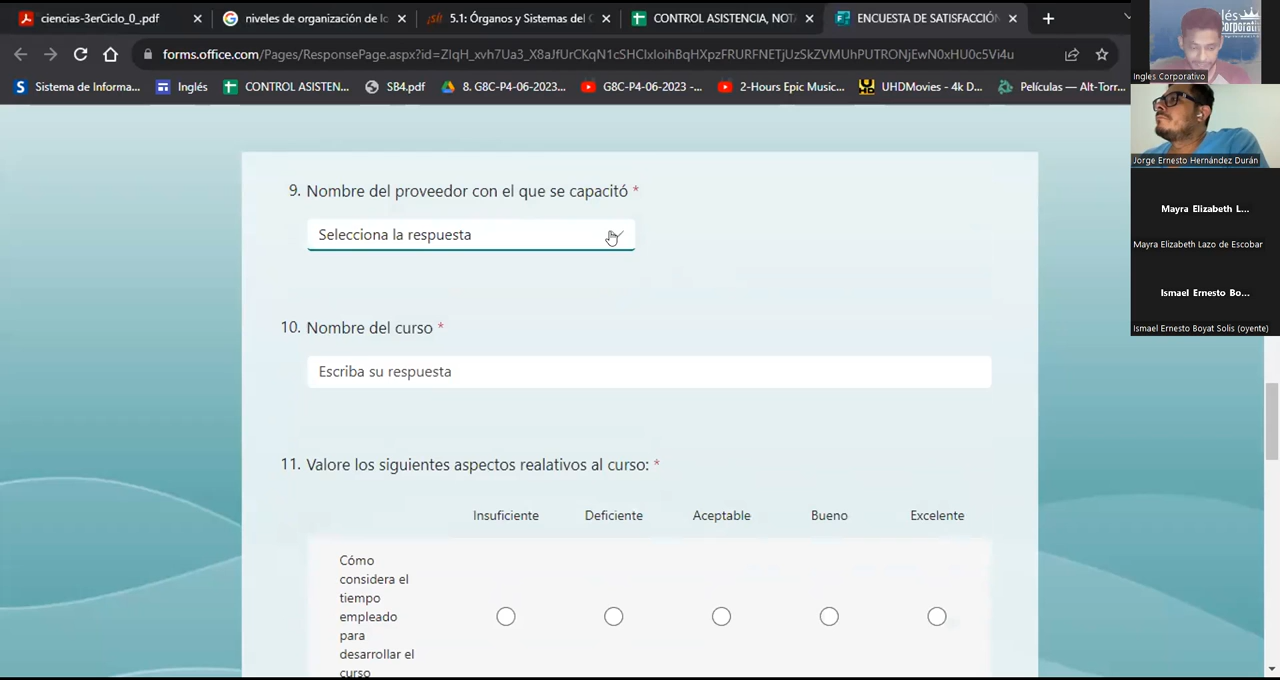 ciencias-3erCiclo_0_.pdf
niveles de organización de lo
5.1: Órganos y Sistemas del C
CONTROL ASISTENCIA, NOTA
ENCUESTA DE SATISFACCIÓN
forms.office.com/Pages/ResponsePage.aspx?id=ZIqH_xvh7Ua3_X8aJfUrCKqN1cSHCIxIoihBqHXpzFRURFNETjUzSkZVMUhPUTRONjEwN0xHU0c5Vi4u
Sistema de Informa...
Inglés
CONTROL ASISTEN...
SB4.pdf
8. G8C-P4-06-2023...
G8C-P4-06-2023 -...
2-Hours Epic Music...
UHDMovies - 4k D...
Películas — Alt-Torr...
9. Nombre del proveedor con el que se capacitó *
Selecciona la respuesta
10. Nombre del curso *
Escriba su respuesta
11. Valore los siguientes aspectos realativos al curso: *
Insuficiente Deficiente Aceptable Bueno Excelente
Cómo
considera el
tiempo
empleado
para
desarrollar el
curso
Ingles Corporativo
Jorge Ernesto Hernández Durán
Mayra Elizabeth L...
Mayra Elizabeth Lazo de Escobar
Ismael Ernesto Bo...
Ismael Ernesto Boyat Solis (oyente)